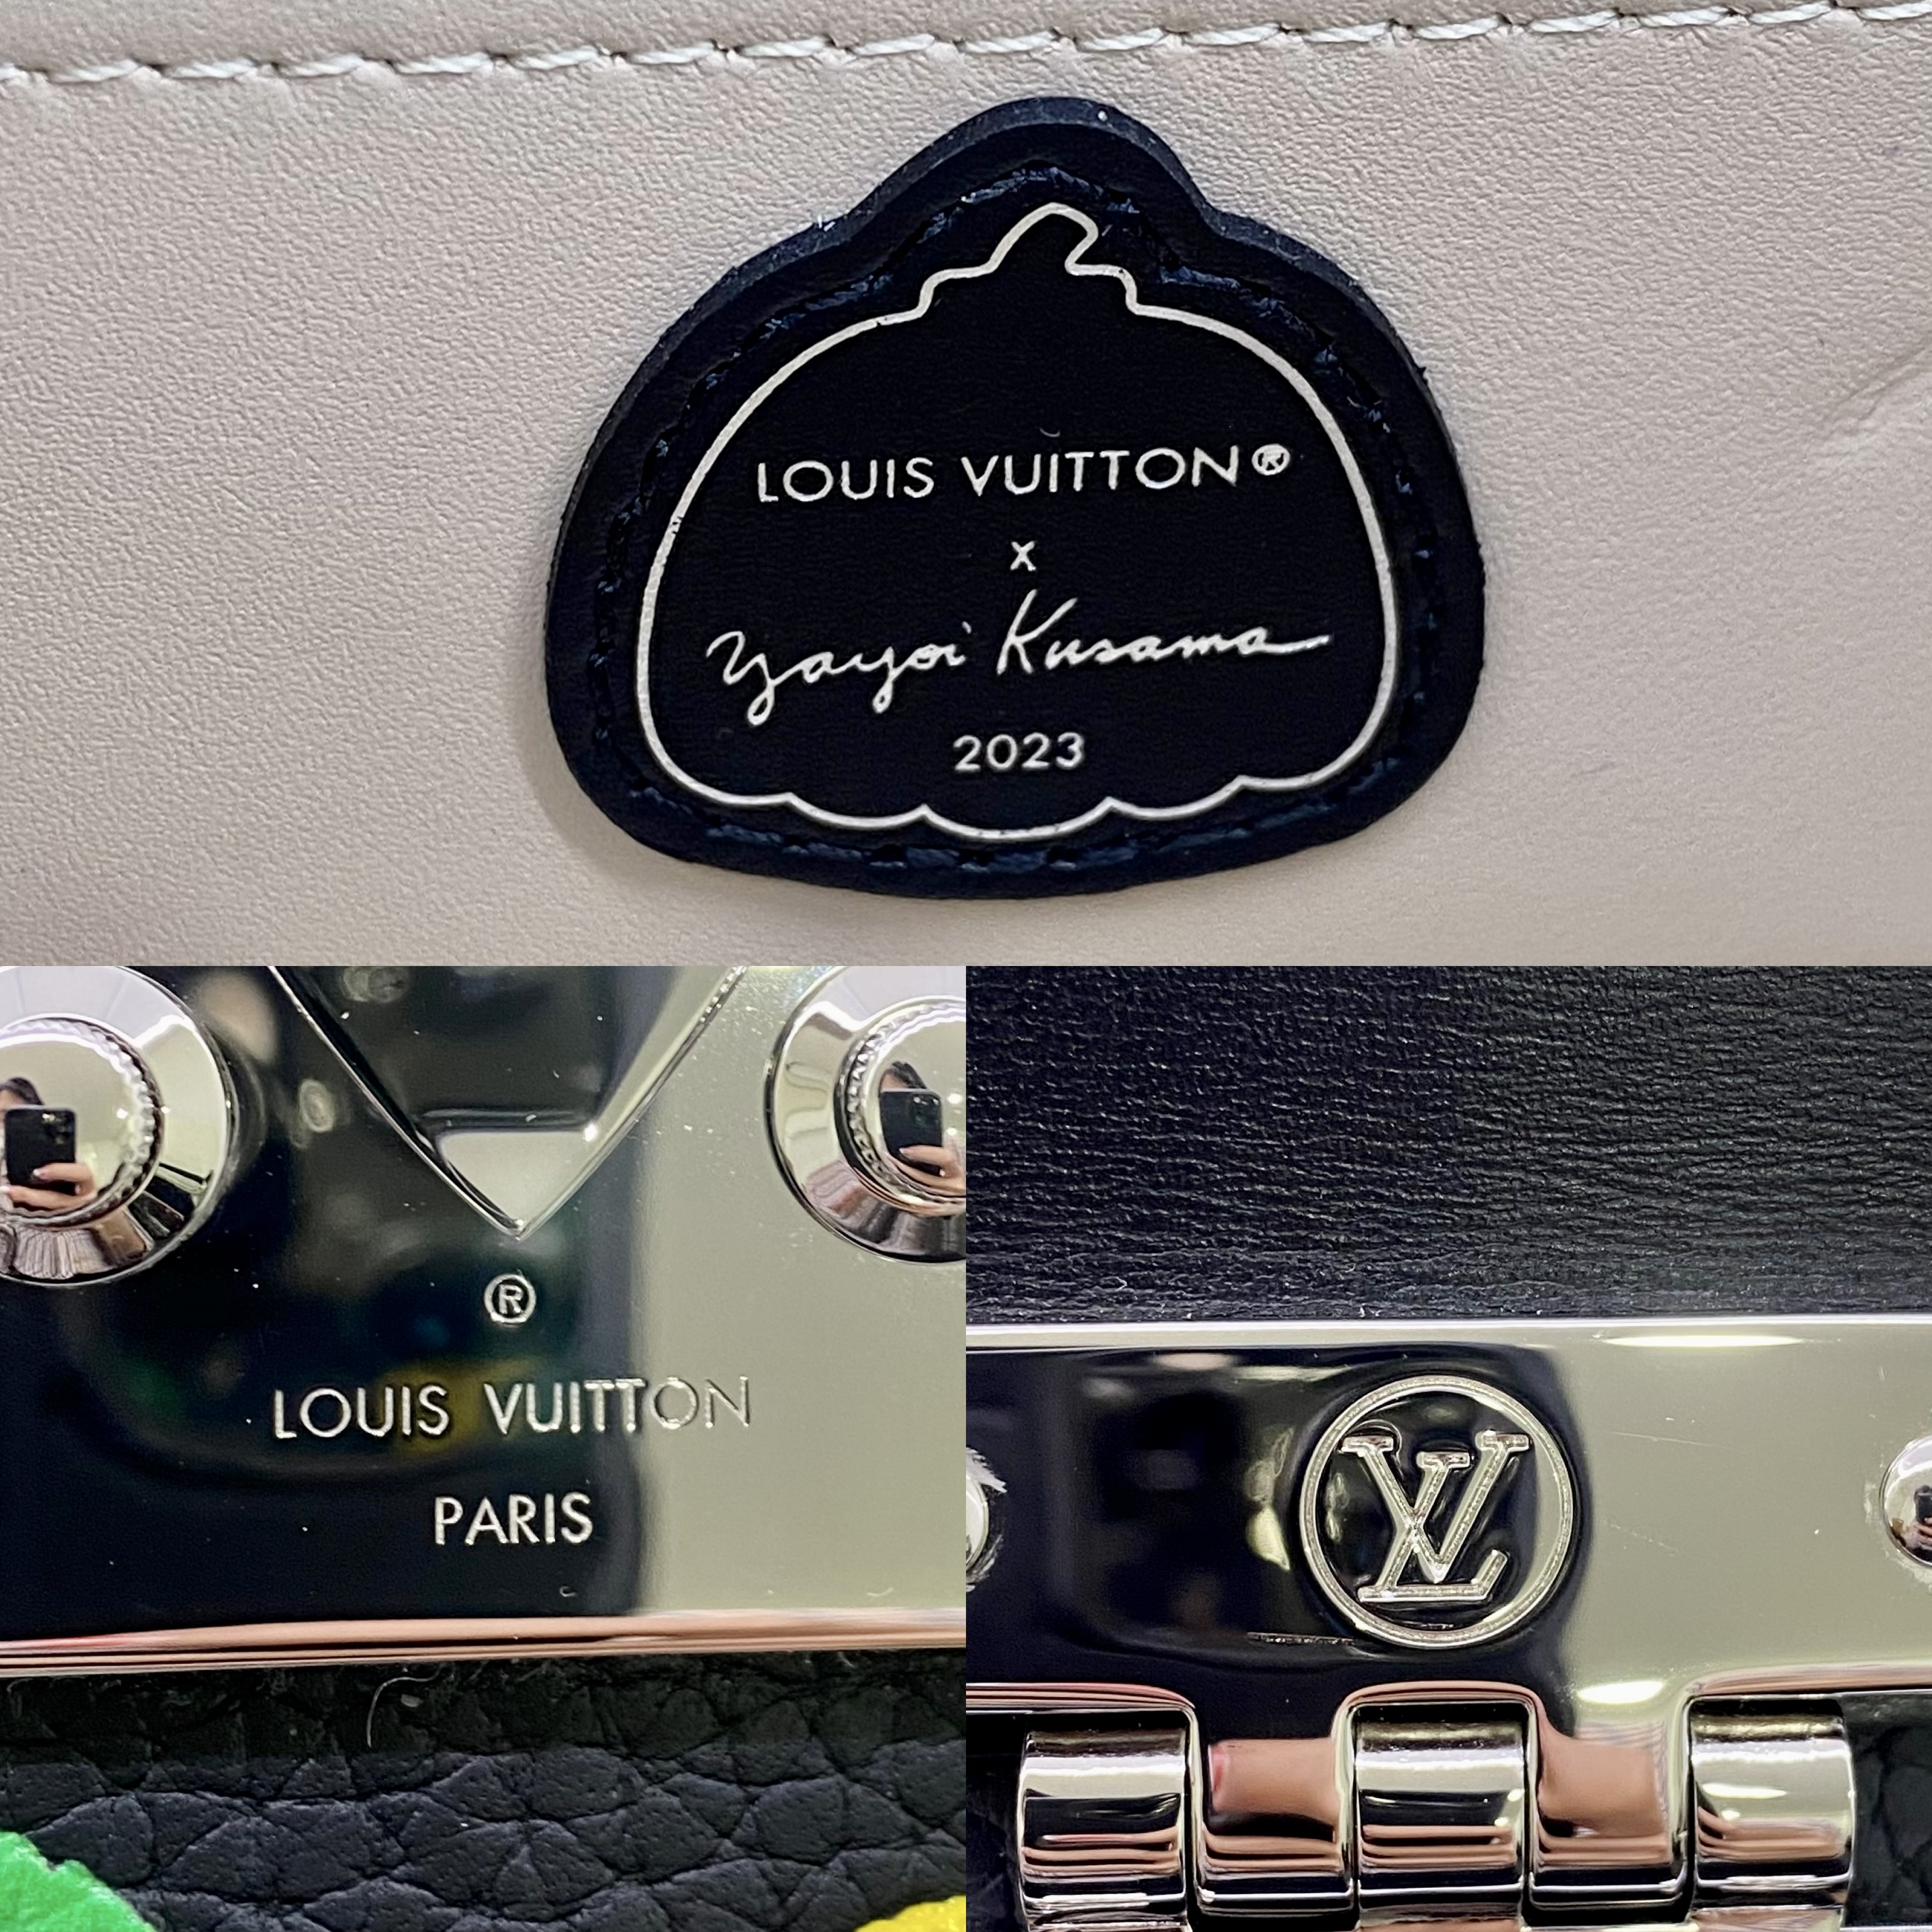 LOUIS VUITTON®
x
Yayoi Kusama
2023
®
LOUIS VUITTON
PARIS
LV